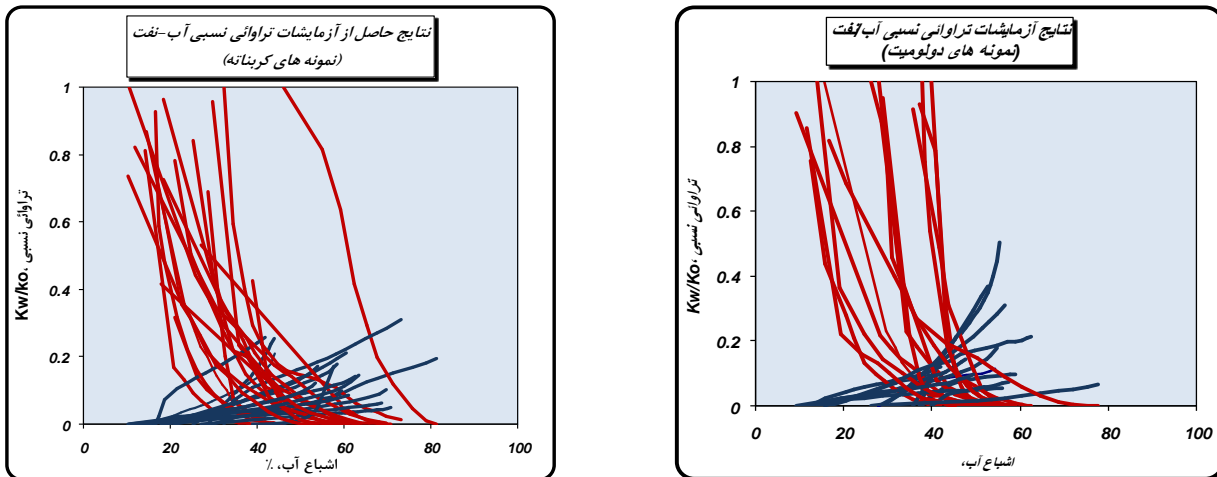 نتایج حاصل از آزمایشات تراوائی نسبی آب-نفت
(نمونه های کربناته)
تراوائی نسبی ،Kw/ko
1
0.8
0.6
0.4
0.2
0
0 20 40 60 80 100
اشباع آب، ٪
نتایج آزمایشات تراوائی نسبی آب/نفت
(نمونه های دولومیت)
تراوائی نسبی ،Kw/Ko
1
0.8
0.6
0.4
0.2
0
0 20 40 60 80 100
اشباع آب،